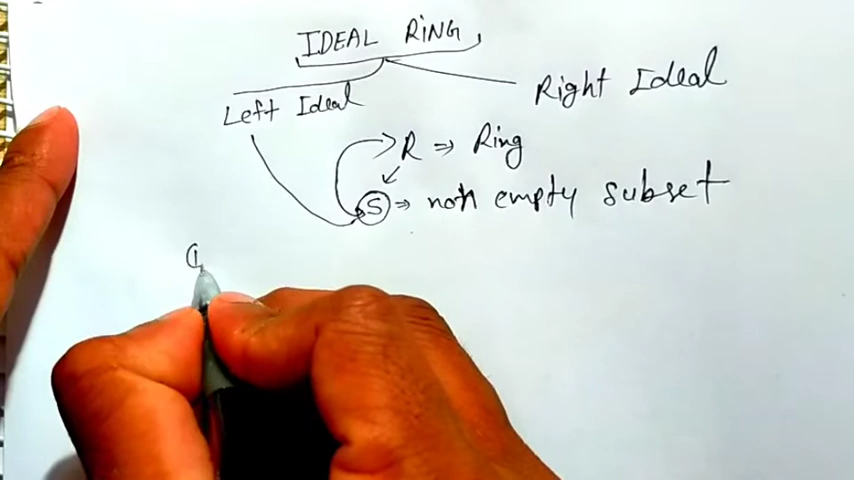 IDEAL RiNG
Left Ideal
Right Ideal
R ⇒ Ring
S ⇒ non empty subset
①